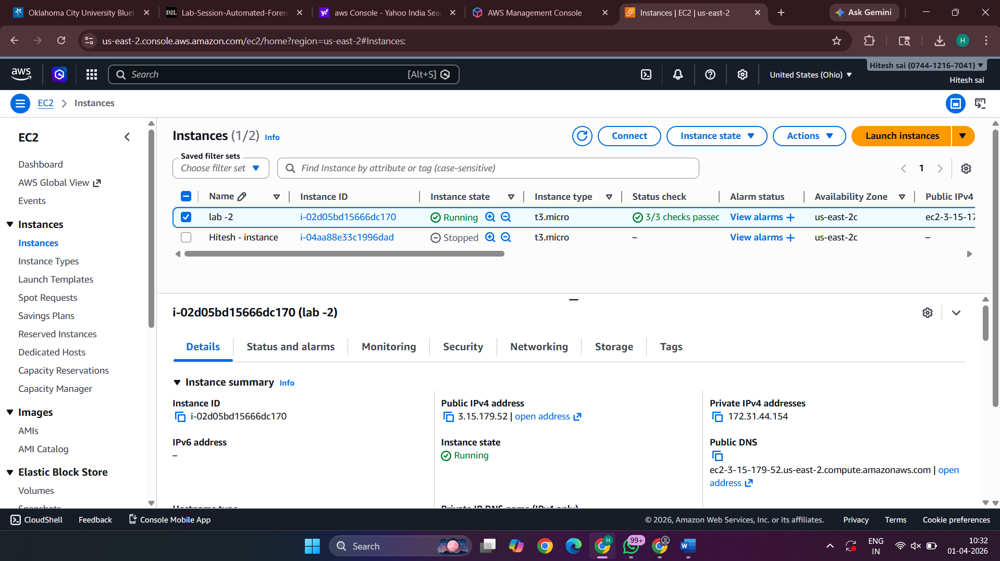 Oklahoma City University Bluel
Lab-Session-Automated-Foren
aws Console - Yahoo India Sea
AWS Management Console
Instances | EC2 | us-east-2
Ask Gemini
us-east-2.console.aws.amazon.com/ec2/home?region=us-east-2#Instances:
H
aws
Search
[Alt+S]
United States (Ohio)
Hitesh sai (0744-1216-7041)
Hitesh sai
EC2
Instances
EC2
Dashboard
AWS Global View
Events
Instances
Instances
Instance Types
Launch Templates
Spot Requests
Savings Plans
Reserved Instances
Dedicated Hosts
Capacity Reservations
Capacity Manager
Images
AMIs
AMI Catalog
Elastic Block Store
Volumes
Snapshots
Instances (1/2) Info
Connect
Instance state
Actions
Launch instances
Saved filter sets
Choose filter set
Find Instance by attribute or tag (case-sensitive)
1
Name Instance ID Instance state Instance type Status check Alarm status Availability Zone Public IPv4
lab -2 i-02d05bd15666dc170 Running t3.micro 3/3 checks passed View alarms + us-east-2c ec2-3-15-17
Hitesh - instance i-04aa88e33c1996dad Stopped t3.micro – View alarms + us-east-2c –
i-02d05bd15666dc170 (lab -2)
Details Status and alarms Monitoring Security Networking Storage Tags
Instance summary Info
Instance ID
i-02d05bd15666dc170
Public IPv4 address
3.15.179.52 | open address
Private IPv4 addresses
172.31.44.154
IPv6 address
–
Instance state
Running
Public DNS
ec2-3-15-179-52.us-east-2.compute.amazonaws.com | open
address
Hostname type
Private IP DNS name (IPv4 only)
CloudShell Feedback Console Mobile App
© 2026, Amazon Web Services, Inc. or its affiliates. Privacy Terms Cookie preferences
Search
99+
ENG
IN
10:32
01-04-2026